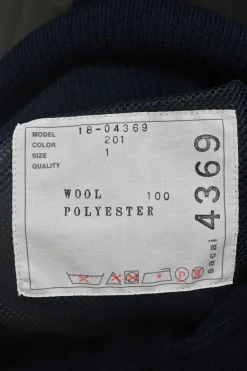 MODEL 18-04369
COLOR 201
SIZE 1
QUALITY
WOOL 100
POLYESTER
sacai 4369